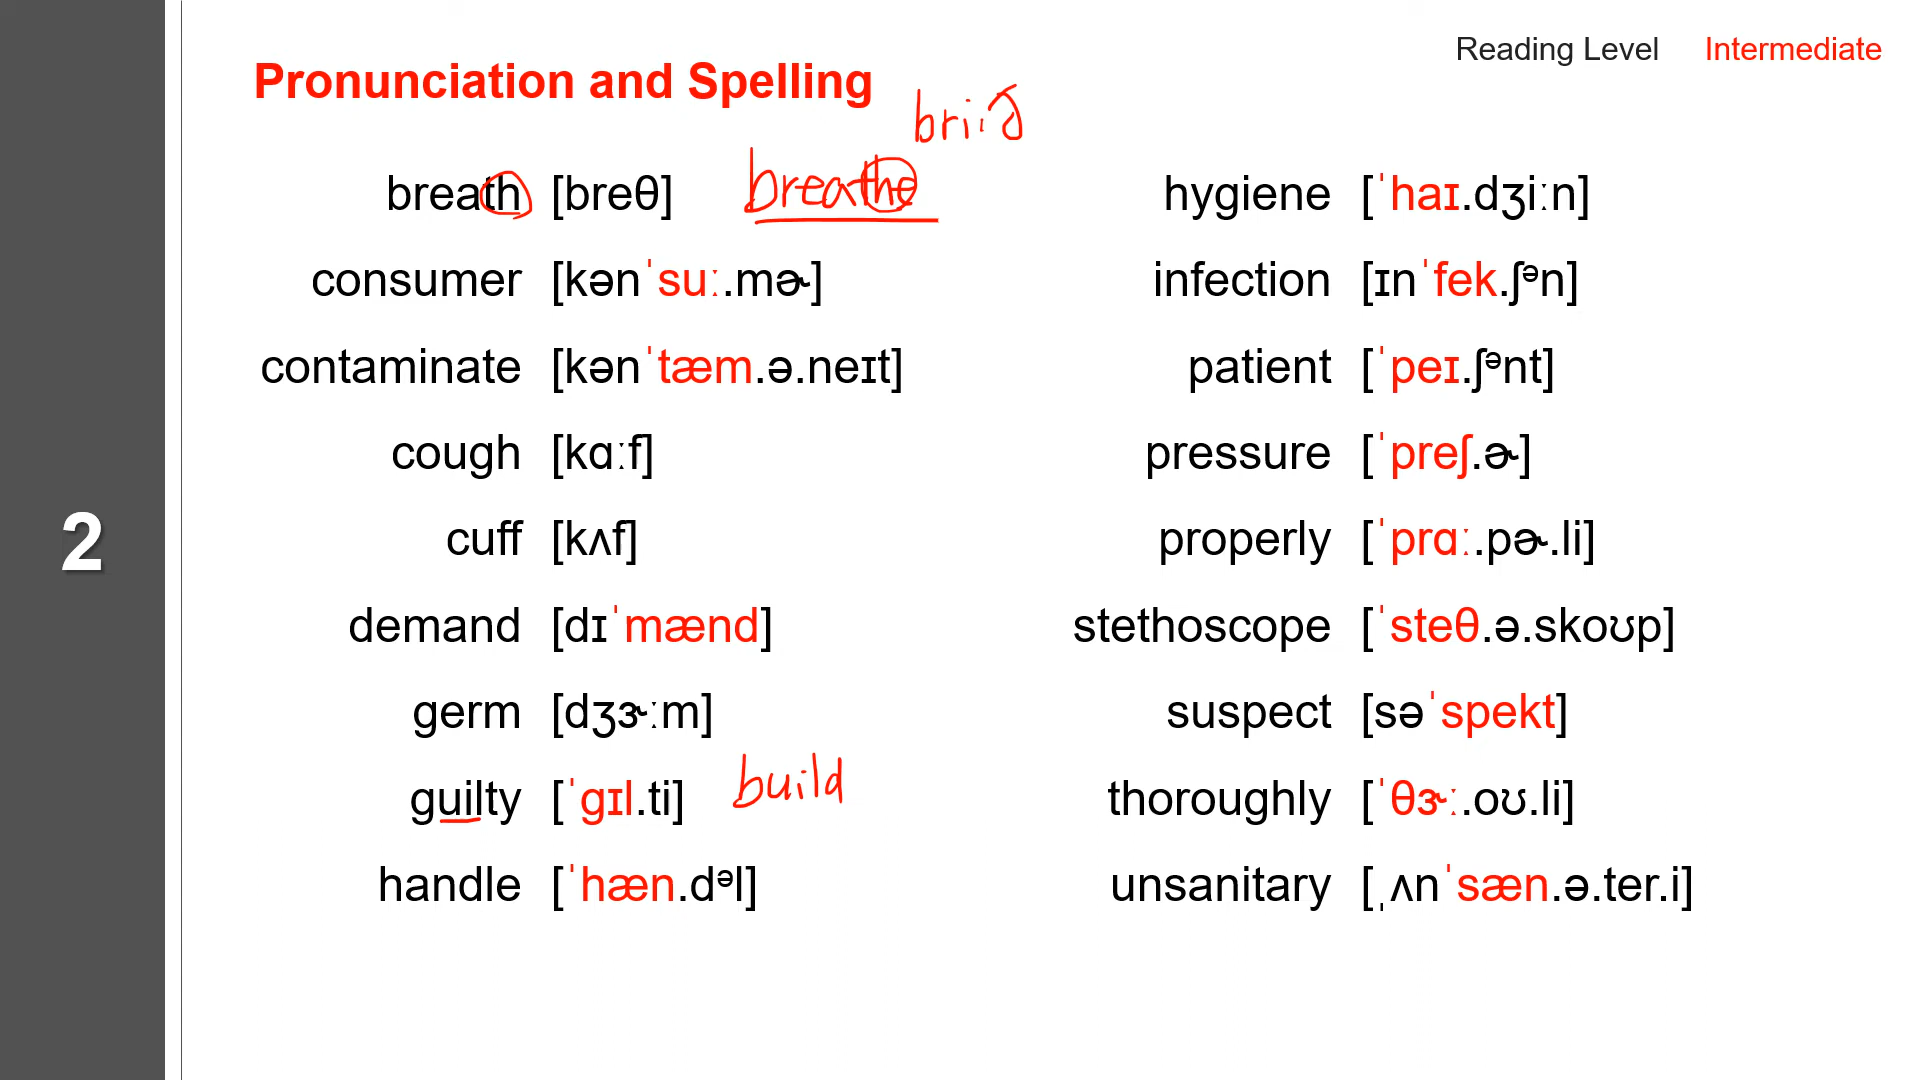 Reading Level Intermediate
Pronunciation and Spelling
bri:ð
breath [breθ] breathe
consumer [kənˈsuː.mɚ]
contaminate [kənˈtæm.ə.neɪt]
cough [kɑːf]
cuff [kʌf]
demand [dɪˈmænd]
germ [dʒɝːm]
guilty [ˈɡɪl.ti] build
handle [ˈhæn.dᵊl]
hygiene [ˈhaɪ.dʒiːn]
infection [ɪnˈfek.ʃᵊn]
patient [ˈpeɪ.ʃᵊnt]
pressure [ˈpreʃ.ɚ]
properly [ˈprɑː.pɚ.li]
stethoscope [ˈsteθ.ə.skoʊp]
suspect [səˈspekt]
thoroughly [ˈθɝː.oʊ.li]
unsanitary [ˌʌnˈsæn.ə.ter.i]
2